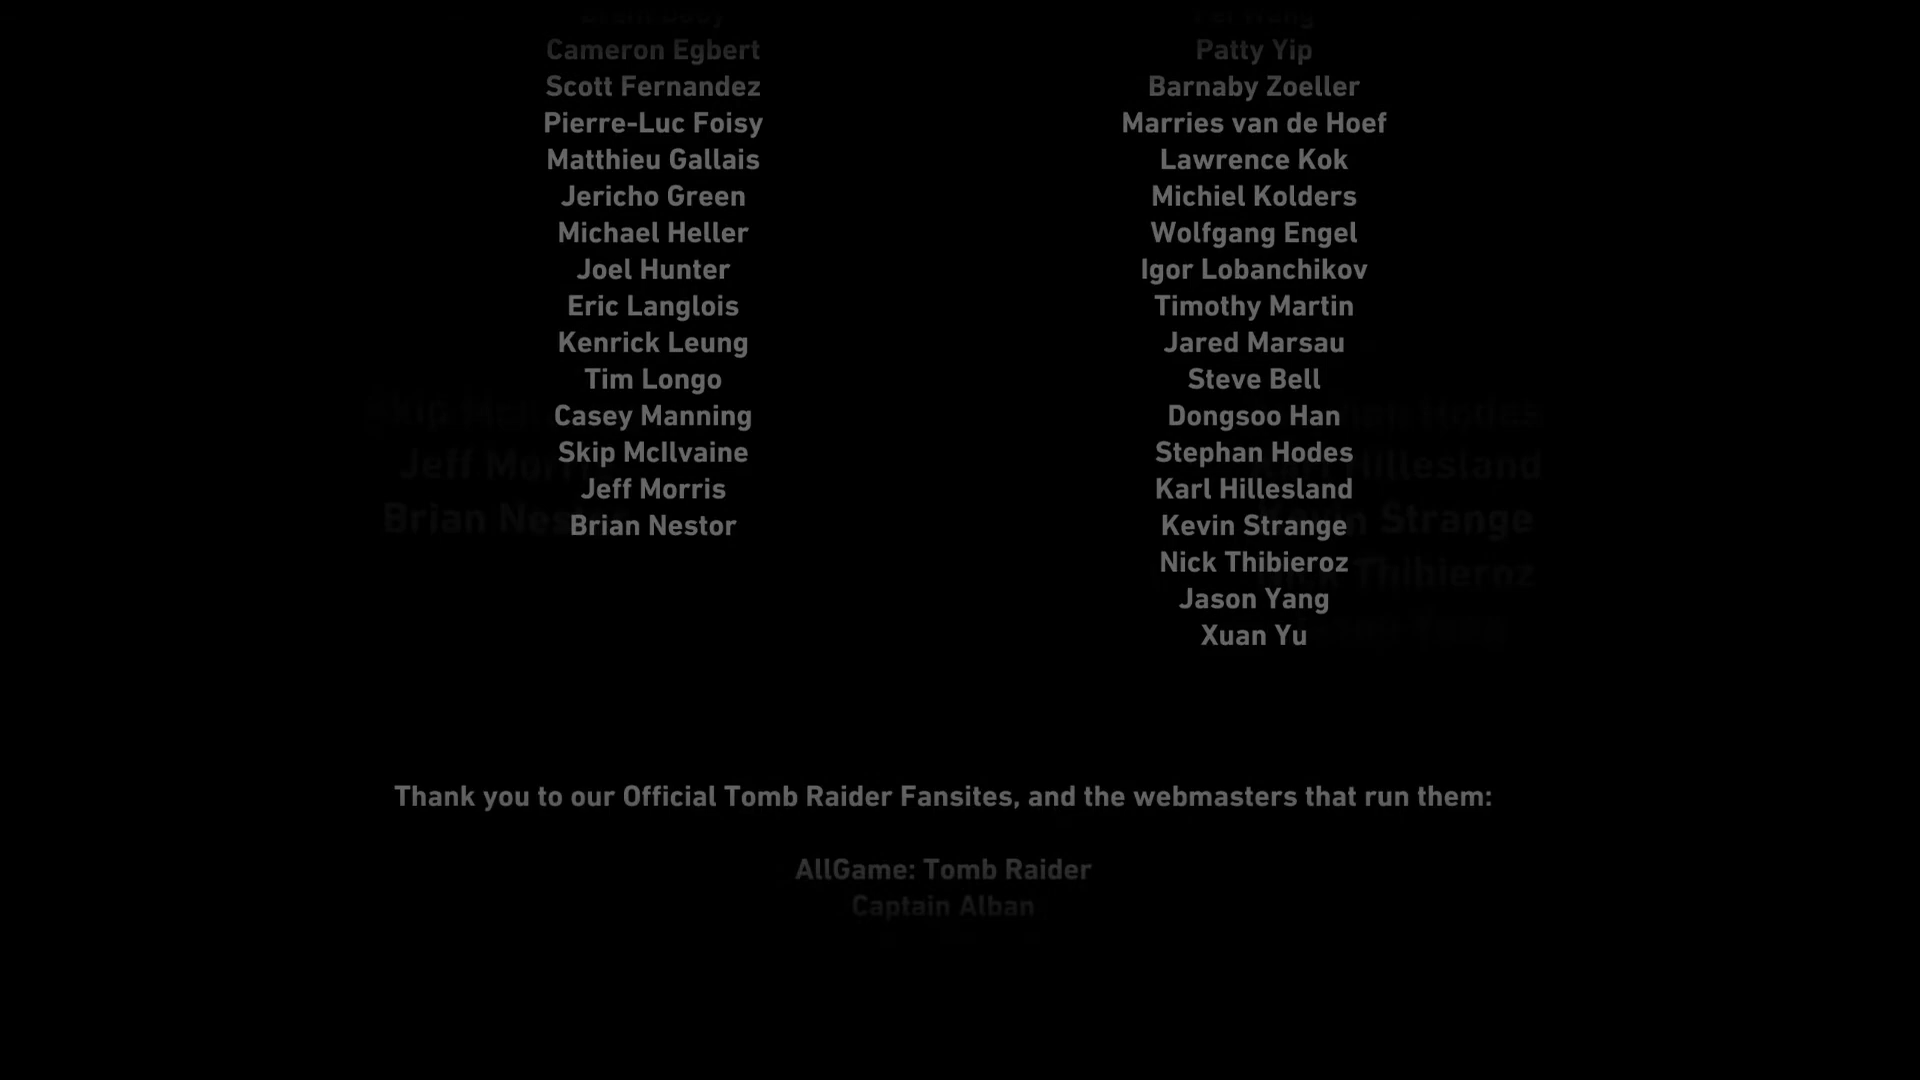 Cameron Egbert
Scott Fernandez
Pierre-Luc Foisy
Matthieu Gallais
Jericho Green
Michael Heller
Joel Hunter
Eric Langlois
Kenrick Leung
Tim Longo
Casey Manning
Skip McIlvaine
Jeff Morris
Brian Nestor
Patty Yip
Barnaby Zoeller
Marries van de Hoef
Lawrence Kok
Michiel Kolders
Wolfgang Engel
Igor Lobanchikov
Timothy Martin
Jared Marsau
Steve Bell
Dongsoo Han
Stephan Hodes
Karl Hillesland
Kevin Strange
Nick Thibieroz
Jason Yang
Xuan Yu
Thank you to our Official Tomb Raider Fansites, and the webmasters that run them:
AllGame: Tomb Raider
Captain Alban